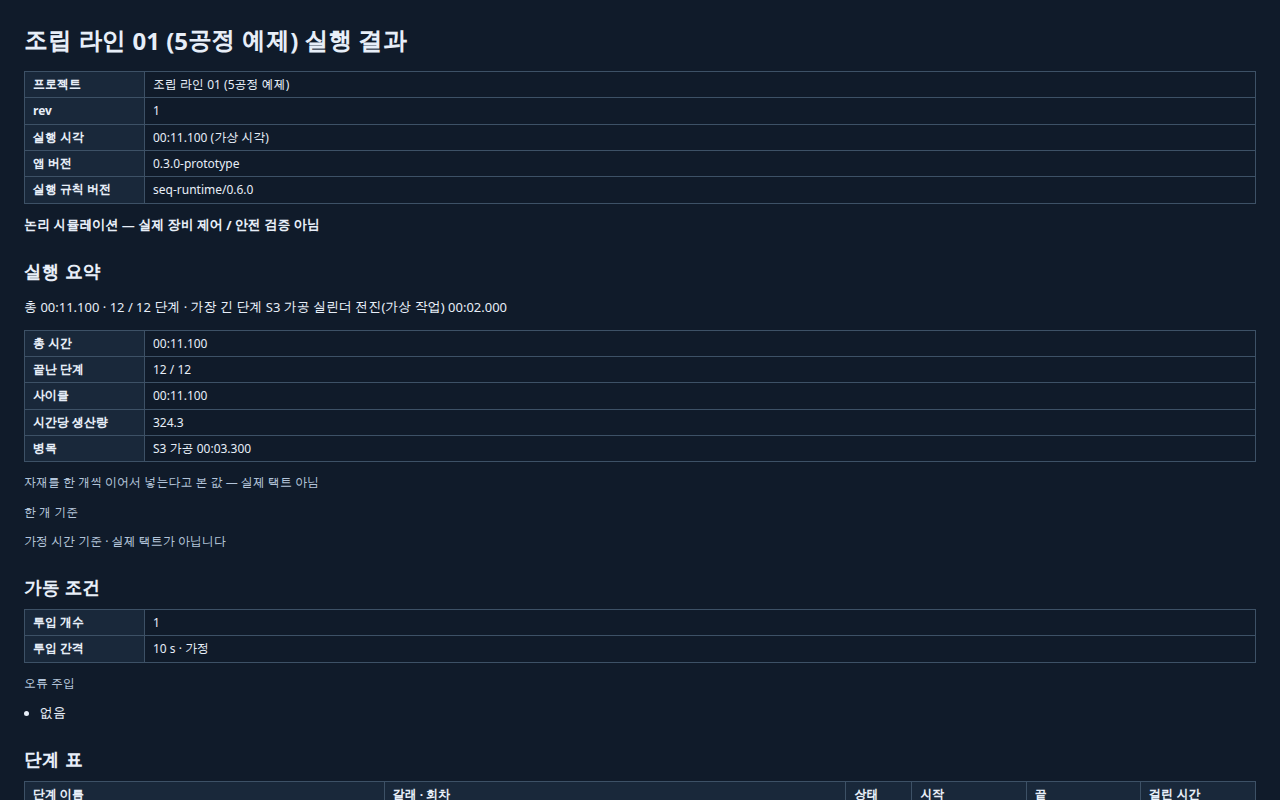 조립 라인 01 (5공정 예제) 실행 결과
프로젝트 조립 라인 01 (5공정 예제)
rev 1
실행 시각 00:11.100 (가상 시각)
앱 버전 0.3.0-prototype
실행 규칙 버전 seq-runtime/0.6.0
논리 시뮬레이션 — 실제 장비 제어 / 안전 검증 아님
실행 요약
총 00:11.100 · 12 / 12 단계 · 가장 긴 단계 S3 가공 실린더 전진(가상 작업) 00:02.000
총 시간 00:11.100
끝난 단계 12 / 12
사이클 00:11.100
시간당 생산량 324.3
병목 S3 가공 00:03.300
자재를 한 개씩 이어서 넣는다고 본 값 — 실제 택트 아님
한 개 기준
가정 시간 기준 · 실제 택트가 아닙니다
가동 조건
투입 개수 1
투입 간격 10 s · 가정
오류 주입
• 없음
단계 표
단계 이름 갈래 · 회차 상태 시작 끝 걸린 시간